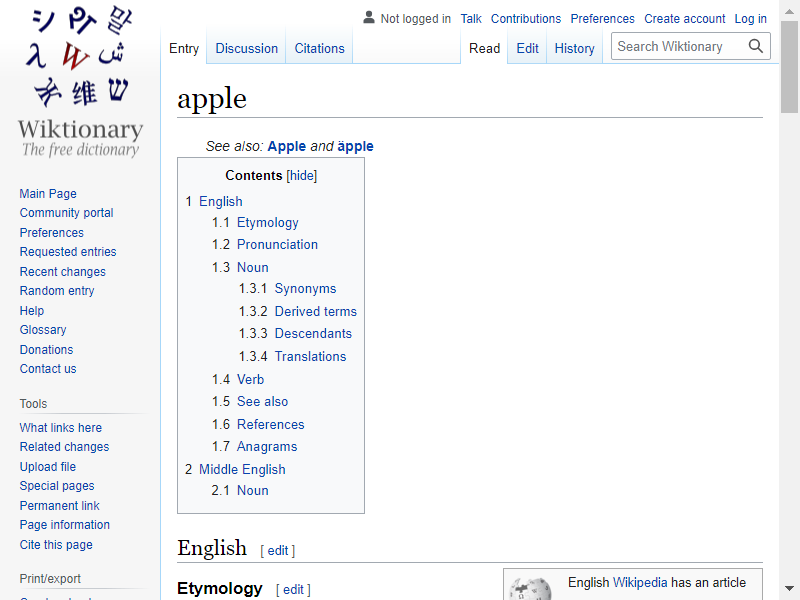 Not logged in Talk Contributions Preferences Create account Log in
Entry Discussion Citations Read Edit History Search Wiktionary
シ 말
λ W ش
维 שׁ
Wiktionary
The free dictionary
Main Page
Community portal
Preferences
Requested entries
Recent changes
Random entry
Help
Glossary
Donations
Contact us
Tools
What links here
Related changes
Upload file
Special pages
Permanent link
Page information
Cite this page
Print/export
apple
See also: Apple and äpple
Contents [hide]
1 English
1.1 Etymology
1.2 Pronunciation
1.3 Noun
1.3.1 Synonyms
1.3.2 Derived terms
1.3.3 Descendants
1.3.4 Translations
1.4 Verb
1.5 See also
1.6 References
1.7 Anagrams
2 Middle English
2.1 Noun
English [ edit ]
Etymology [ edit ]
English Wikipedia has an article